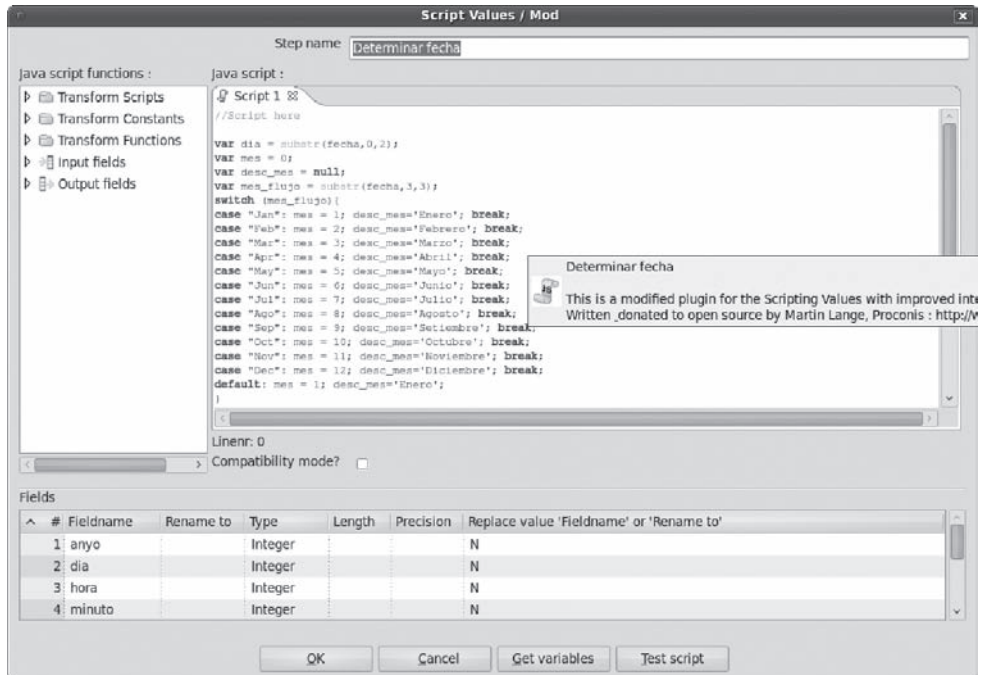 Script Values / Mod
Step name Determinar fecha
Java script functions :
Java script :
Transform Scripts
Transform Constants
Transform Functions
Input fields
Output fields
Script 1
//Script here
var dia = substr(fecha,0,2);
var mes = 0;
var desc_mes = null;
var mes_flujo = substr(fecha,3,3);
switch (mes_flujo){
case "Jan": mes = 1; desc_mes='Enero'; break;
case "Feb": mes = 2; desc_mes='Febrero'; break;
case "Mar": mes = 3; desc_mes='Marzo'; break;
case "Apr": mes = 4; desc_mes='Abril'; break;
case "May": mes = 5; desc_mes='Mayo'; break;
case "Jun": mes = 6; desc_mes='Junio'; break;
case "Jul": mes = 7; desc_mes='Julio'; break;
case "Ago": mes = 8; desc_mes='Agosto'; break;
case "Sep": mes = 9; desc_mes='Setiembre'; break;
case "Oct": mes = 10; desc_mes='Octubre'; break;
case "Nov": mes = 11; desc_mes='Noviembre'; break;
case "Dec": mes = 12; desc_mes='Diciembre'; break;
default: mes = 1; desc_mes='Enero';
}
Determinar fecha
This is a modified plugin for the Scripting Values with improved inte
Written _donated to open source by Martin Lange, Proconis : http://w
Linenr: 0
Compatibility mode?
Fields
# Fieldname Rename to Type Length Precision Replace value 'Fieldname' or 'Rename to'
1 anyo Integer N
2 dia Integer N
3 hora Integer N
4 minuto Integer N
OK Cancel Get variables Test script